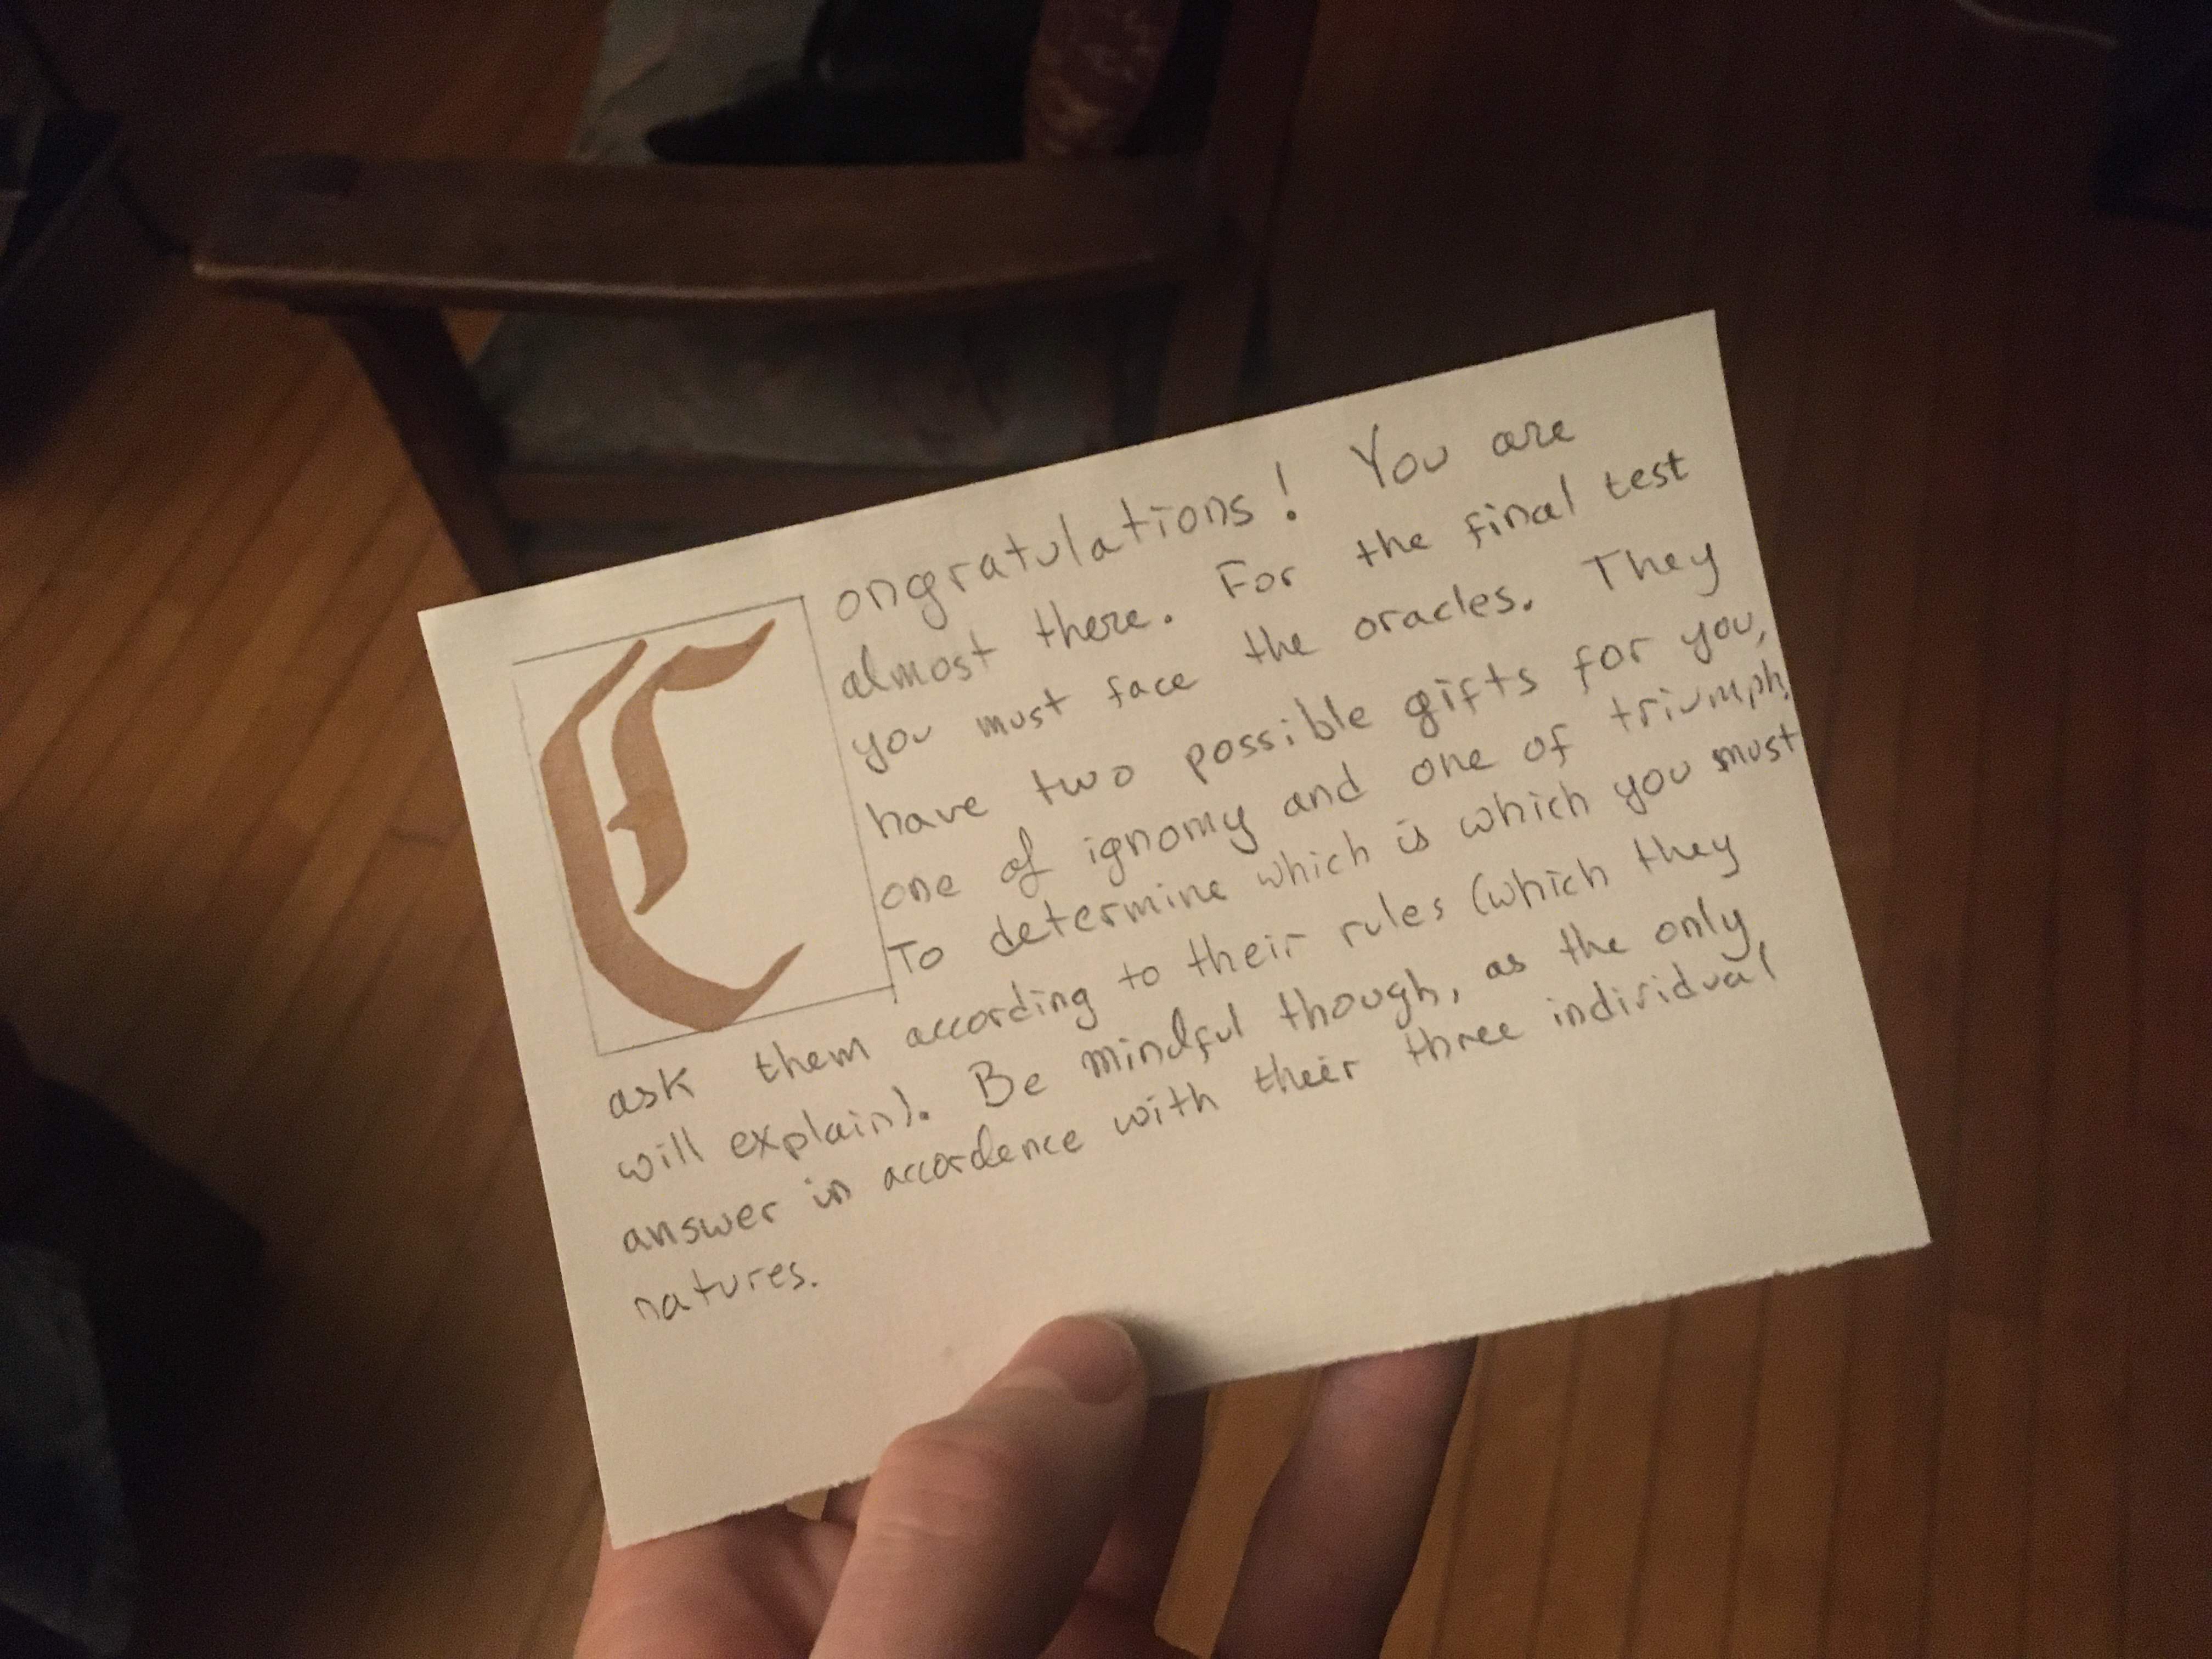 Congratulations! You are
almost there. For the final test
you must face the oracles. They
have two possible gifts for you,
one of ignomy and one of triumph.
To determine which is which you must
ask them according to their rules (which they
will explain). Be mindful though, as the only
answer in accordence with their three individual
natures.